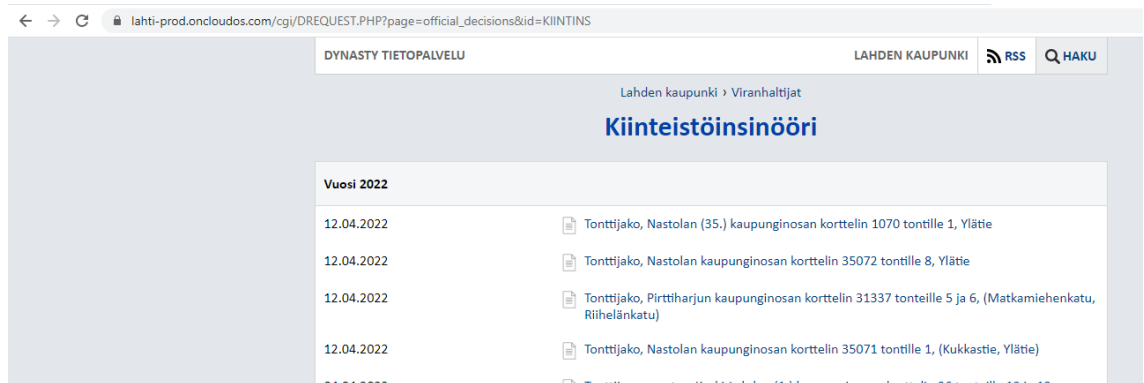 lahti-prod.oncloudos.com/cgi/DREQUEST.PHP?page=official_decisions&id=KIINTINS
DYNASTY TIETOPALVELU LAHDEN KAUPUNKI RSS HAKU
Lahden kaupunki › Viranhaltijat
Kiinteistöinsinööri
Vuosi 2022
12.04.2022 Tonttijako, Nastolan (35.) kaupunginosan korttelin 1070 tontille 1, Ylätie
12.04.2022 Tonttijako, Nastolan kaupunginosan korttelin 35072 tontille 8, Ylätie
12.04.2022 Tonttijako, Pirttiharjun kaupunginosan korttelin 31337 tonteille 5 ja 6, (Matkamiehenkatu,
Riihelänkatu)
12.04.2022 Tonttijako, Nastolan kaupunginosan korttelin 35071 tontille 1, (Kukkastie, Ylätie)